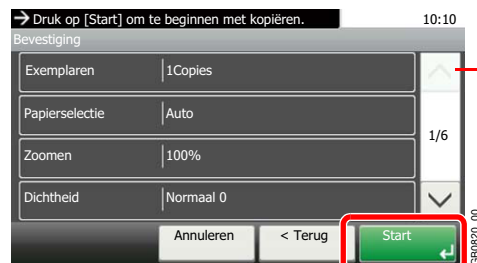 Druk op [Start] om te beginnen met kopiëren. 10:10
Bevestiging
Exemplaren 1Copies
Papierselectie Auto
1/6
Zoomen 100%
Dichtheid Normaal 0
Annuleren < Terug Start
GB0820_00